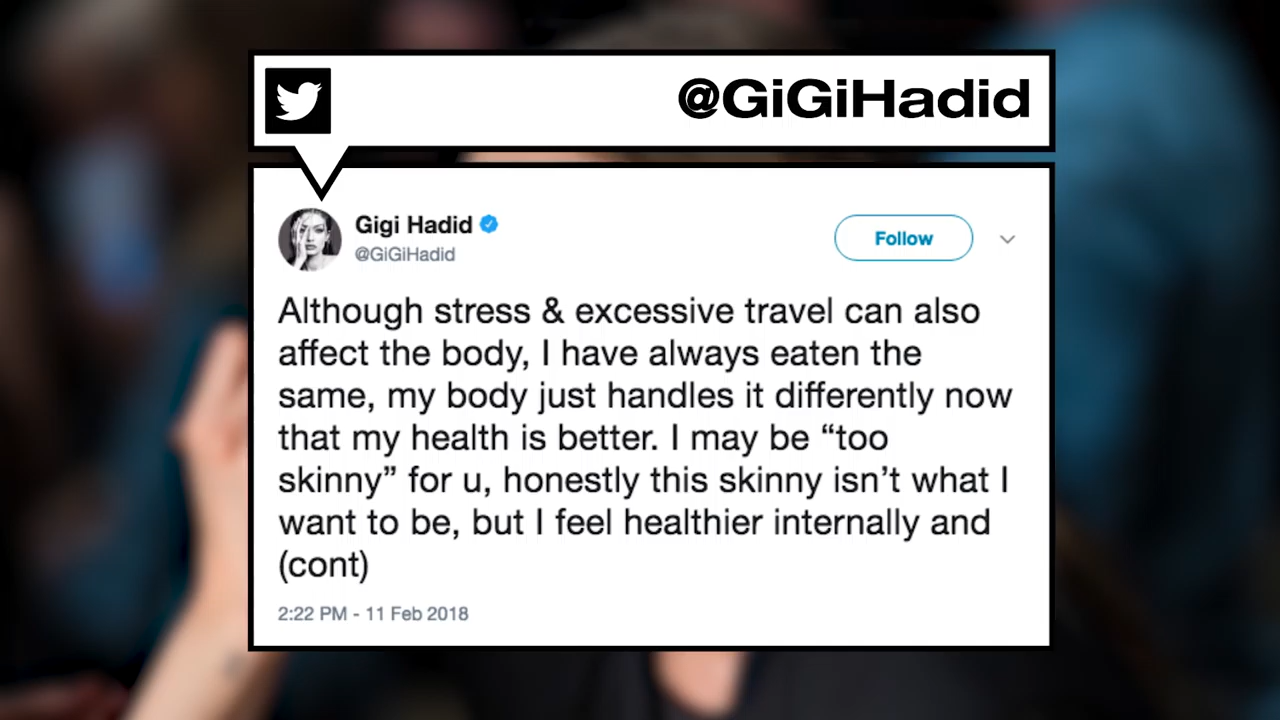 @GiGiHadid
Gigi Hadid
@GiGiHadid
Follow
Although stress & excessive travel can also
affect the body, I have always eaten the
same, my body just handles it differently now
that my health is better. I may be “too
skinny” for u, honestly this skinny isn’t what I
want to be, but I feel healthier internally and
(cont)
2:22 PM - 11 Feb 2018